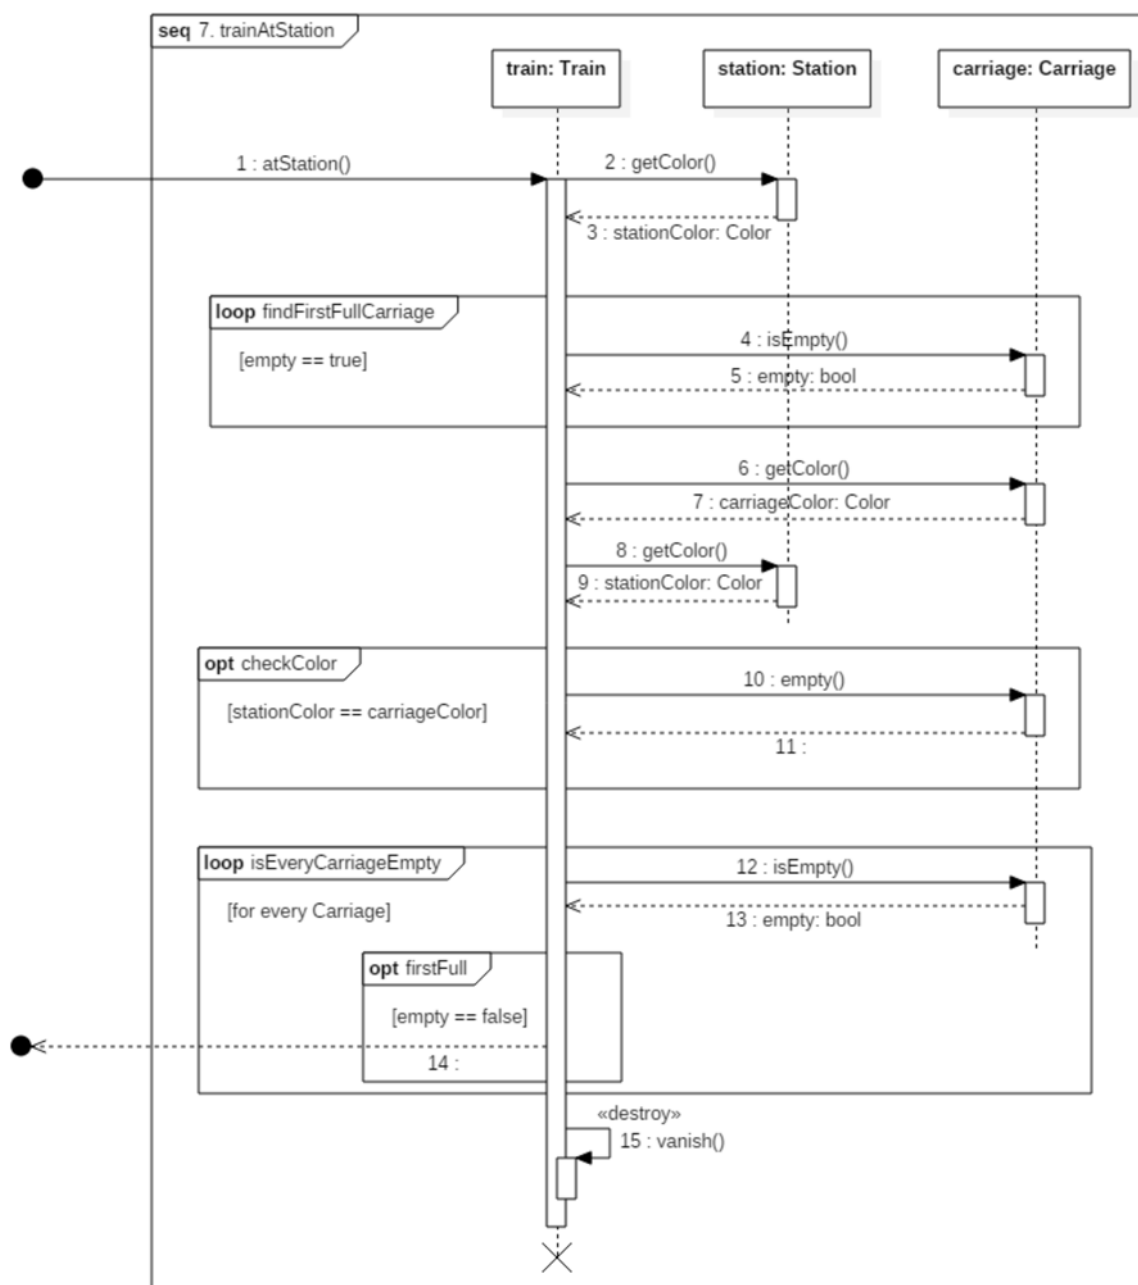 seq 7. trainAtStation
train: Train
station: Station
carriage: Carriage
1 : atStation()
2 : getColor()
3 : stationColor: Color
loop findFirstFullCarriage
[empty == true]
4 : isEmpty()
5 : empty: bool
6 : getColor()
7 : carriageColor: Color
8 : getColor()
9 : stationColor: Color
opt checkColor
[stationColor == carriageColor]
10 : empty()
11 :
loop isEveryCarriageEmpty
[for every Carriage]
12 : isEmpty()
13 : empty: bool
opt firstFull
[empty == false]
14 :
«destroy»
15 : vanish()